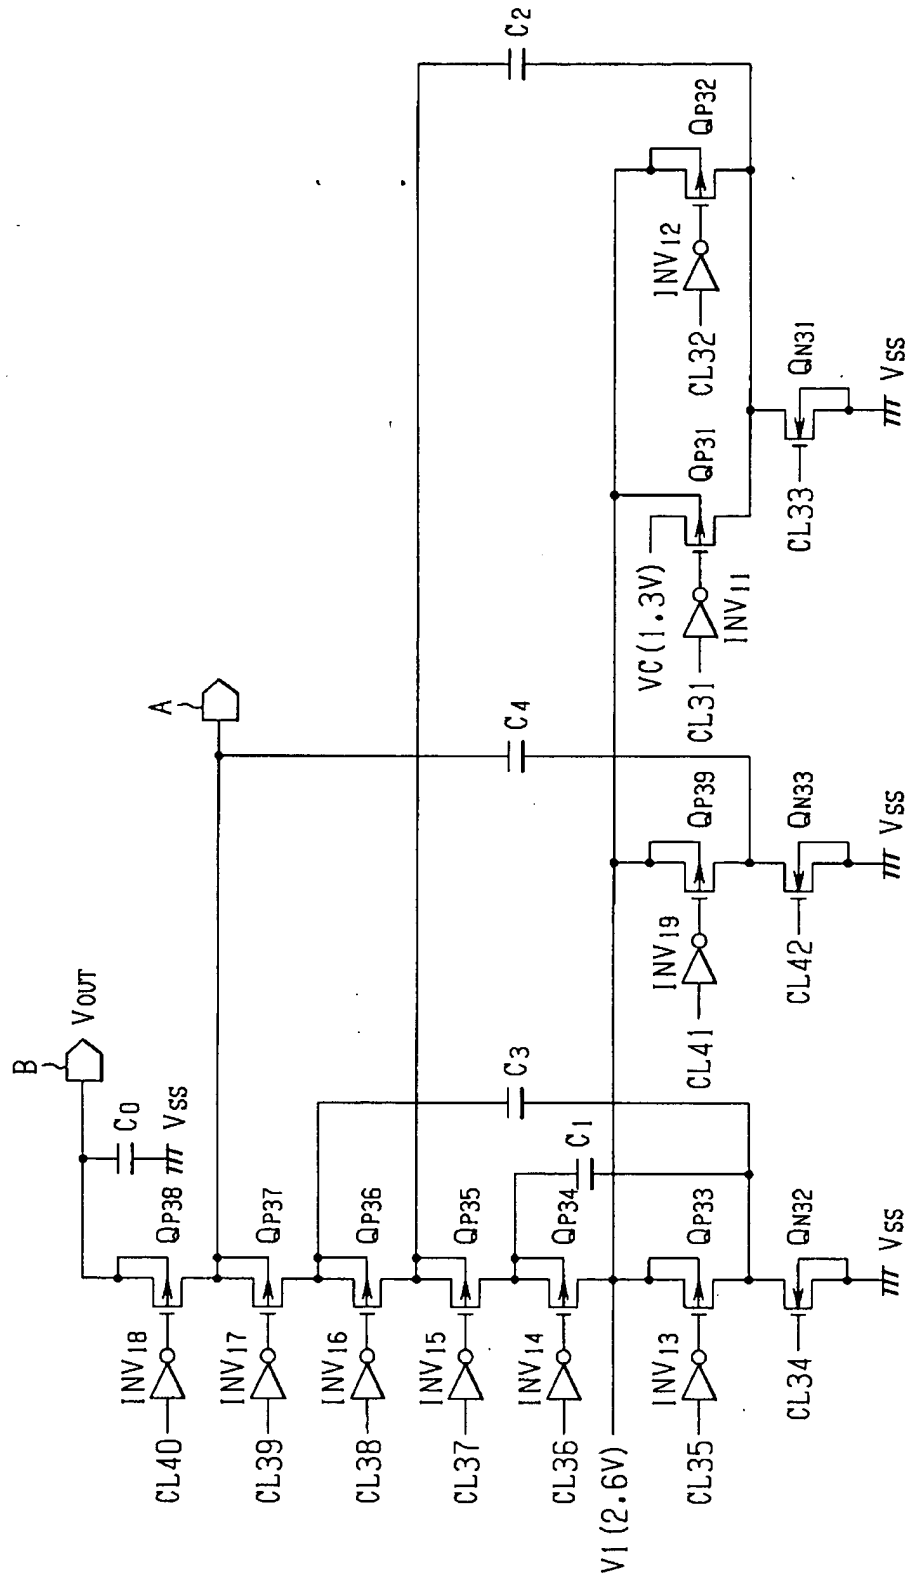 B
VOUT
C0
VSS
A
CL40
INV18
QP38
CL39
INV17
QP37
CL38
INV16
QP36
CL37
INV15
QP35
CL36
INV14
QP34
V1(2.6V)
CL35
INV13
QP33
CL34
QN32
VSS
C3
C1
CL41
INV19
QP39
CL42
QN33
VSS
C4
VC(1.3V)
CL31
INV11
QP31
CL32
INV12
QP32
CL33
QN31
VSS
C2